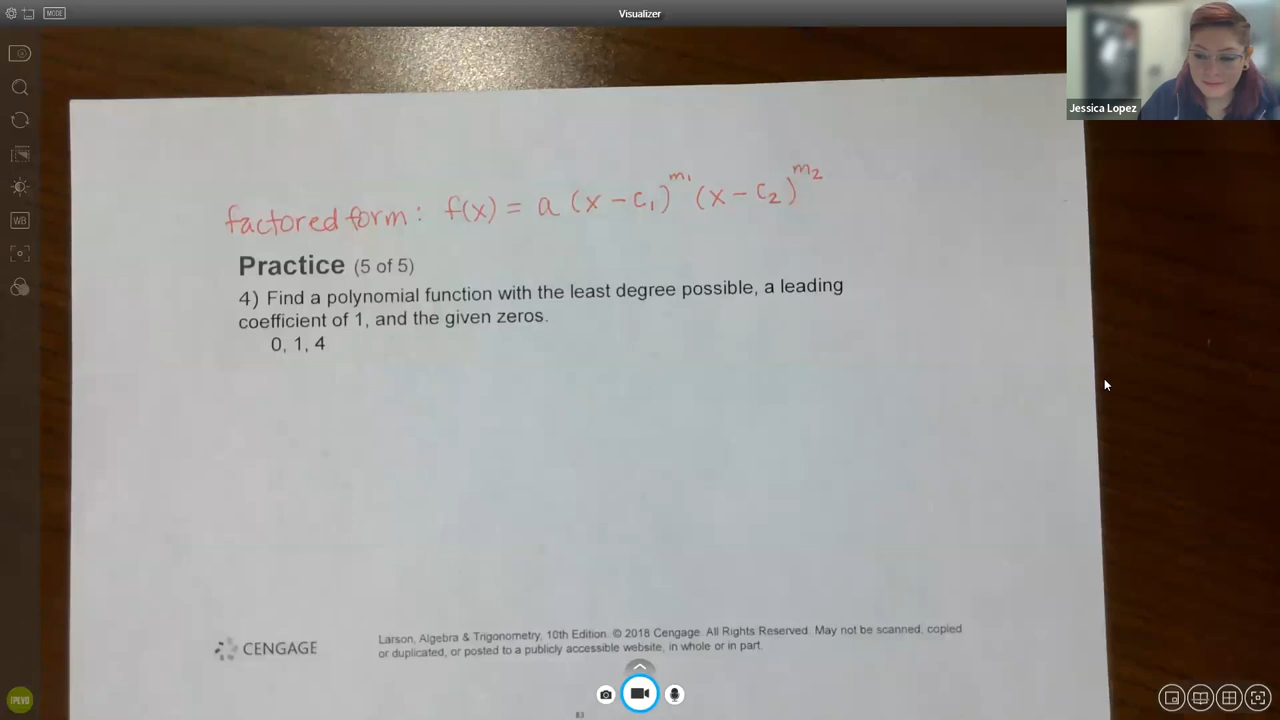 Visualizer
MODE
Jessica Lopez
WB
factored form: f(x) = a (x - c₁)^m₁ (x - c₂)^m₂
Practice (5 of 5)
4) Find a polynomial function with the least degree possible, a leading
coefficient of 1, and the given zeros.
0, 1, 4
CENGAGE
Larson, Algebra & Trigonometry, 10th Edition. © 2018 Cengage. All Rights Reserved. May not be scanned, copied
or duplicated, or posted to a publicly accessible website, in whole or in part.
IPEVO
83